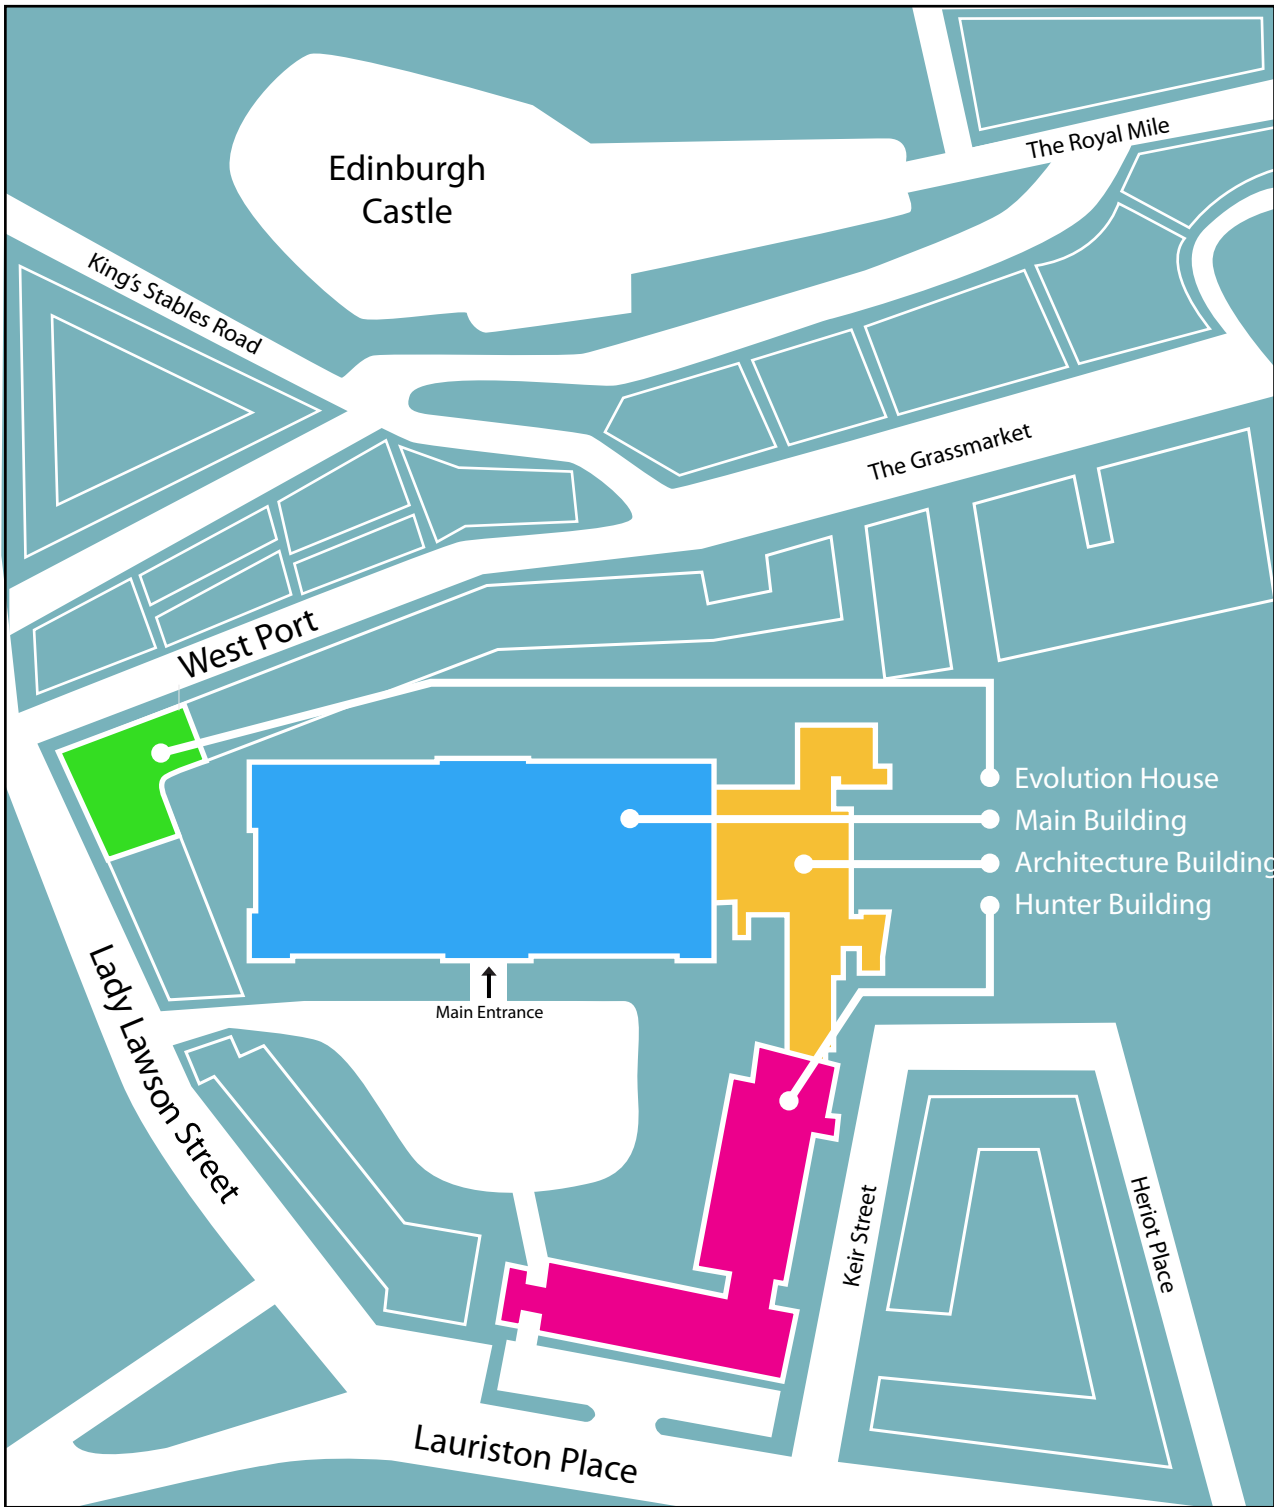 The Royal Mile
Edinburgh
Castle
King's Stables Road
The Grassmarket
West Port
Evolution House
Main Building
Architecture Building
Hunter Building
Lady Lawson Street
Main Entrance
Keir Street
Heriot Place
Lauriston Place